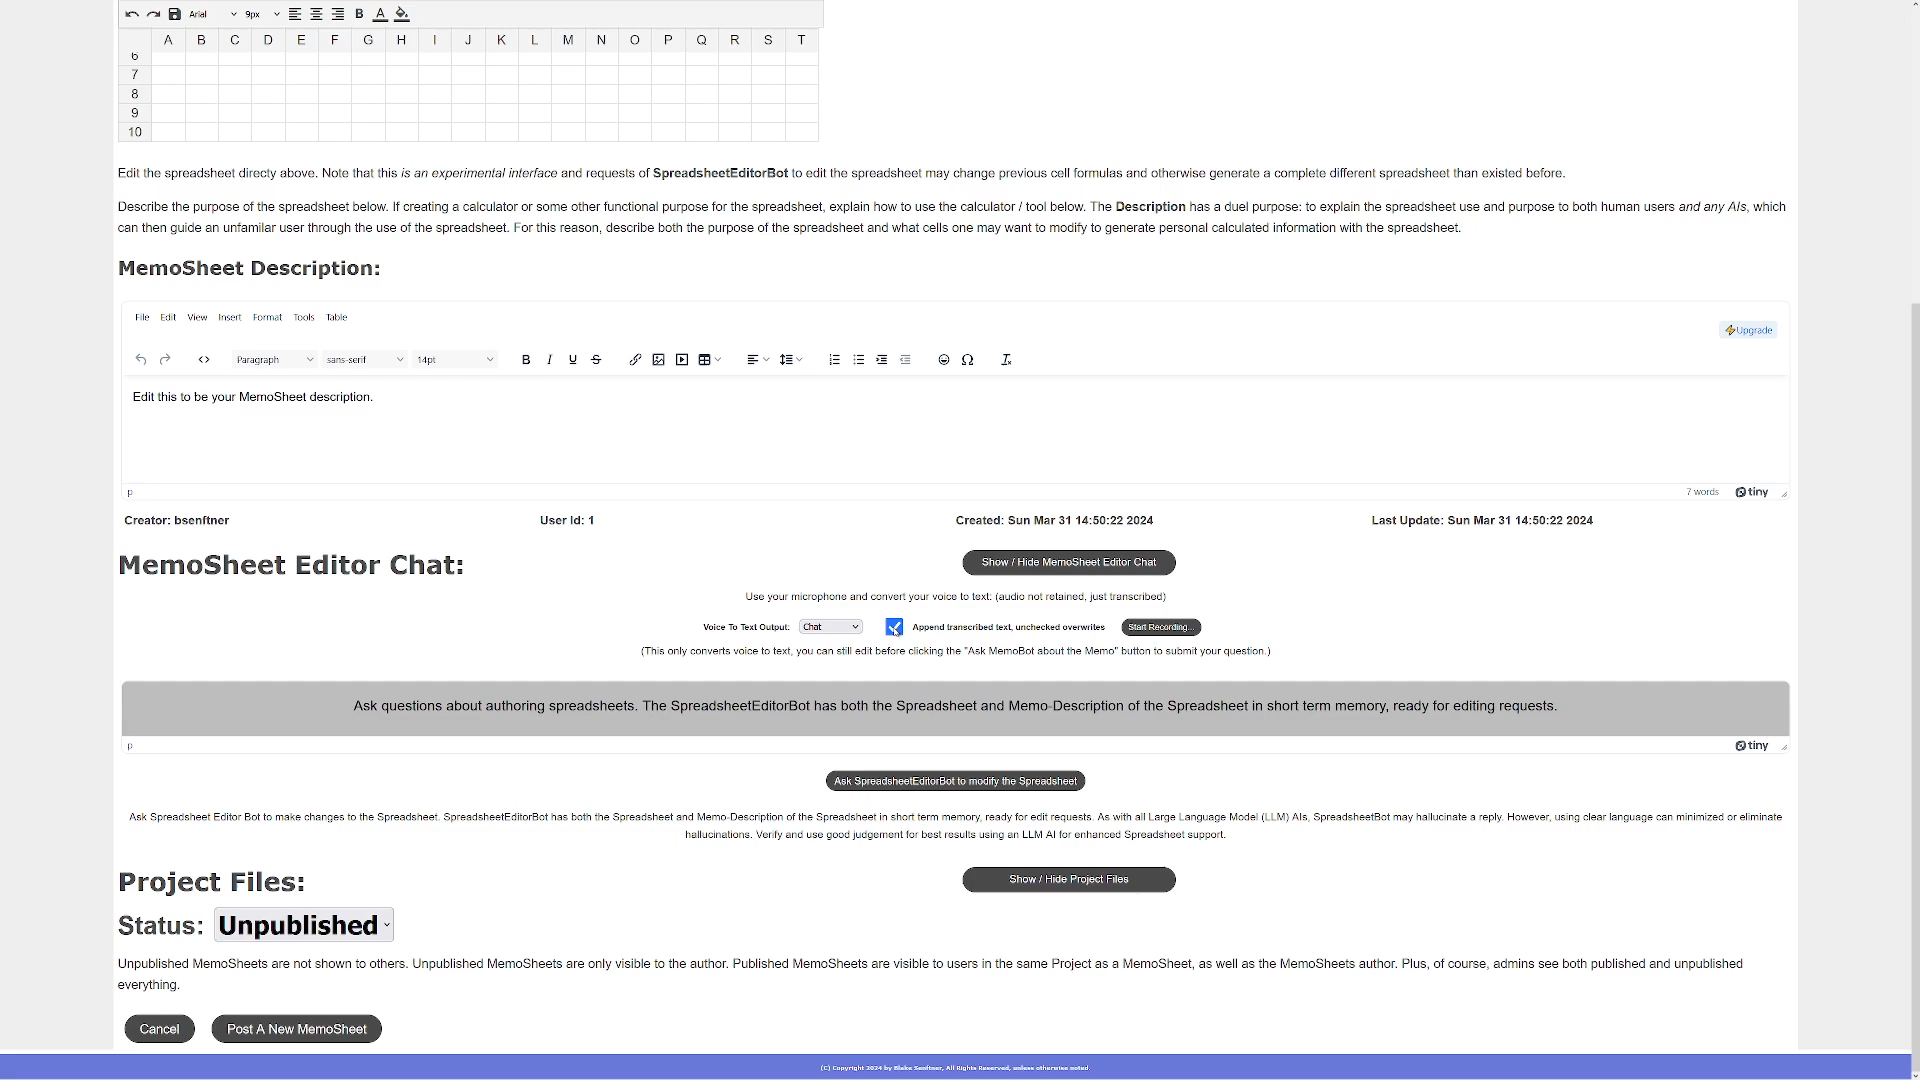 Arial 9px B A
A B C D E F G H I J K L M N O P Q R S T
6
7
8
9
10
Edit the spreadsheet directy above. Note that this is an experimental interface and requests of SpreadsheetEditorBot to edit the spreadsheet may change previous cell formulas and otherwise generate a complete different spreadsheet than existed before.
Describe the purpose of the spreadsheet below. If creating a calculator or some other functional purpose for the spreadsheet, explain how to use the calculator / tool below. The Description has a duel purpose: to explain the spreadsheet use and purpose to both human users and any AIs, which
can then guide an unfamilar user through the use of the spreadsheet. For this reason, describe both the purpose of the spreadsheet and what cells one may want to modify to generate personal calculated information with the spreadsheet.
MemoSheet Description:
File Edit View Insert Format Tools Table
Upgrade
Paragraph sans-serif 14pt B I U S
Edit this to be your MemoSheet description.
p 7 words tiny
Creator: bsenftner User Id: 1 Created: Sun Mar 31 14:50:22 2024 Last Update: Sun Mar 31 14:50:22 2024
MemoSheet Editor Chat: Show / Hide MemoSheet Editor Chat
Use your microphone and convert your voice to text: (audio not retained, just transcribed)
Voice To Text Output: Chat Append transcribed text, unchecked overwrites Start Recording...
(This only converts voice to text, you can still edit before clicking the "Ask MemoBot about the Memo" button to submit your question.)
Ask questions about authoring spreadsheets. The SpreadsheetEditorBot has both the Spreadsheet and Memo-Description of the Spreadsheet in short term memory, ready for editing requests.
p tiny
Ask SpreadsheetEditorBot to modify the Spreadsheet
Ask Spreadsheet Editor Bot to make changes to the Spreadsheet. SpreadsheetEditorBot has both the Spreadsheet and Memo-Description of the Spreadsheet in short term memory, ready for edit requests. As with all Large Language Model (LLM) AIs, SpreadsheetBot may hallucinate a reply. However, using clear language can minimized or eliminate
hallucinations. Verify and use good judgement for best results using an LLM AI for enhanced Spreadsheet support.
Project Files: Show / Hide Project Files
Status: Unpublished
Unpublished MemoSheets are not shown to others. Unpublished MemoSheets are only visible to the author. Published MemoSheets are visible to users in the same Project as a MemoSheet, as well as the MemoSheets author. Plus, of course, admins see both published and unpublished
everything.
Cancel Post A New MemoSheet
(C) Copyright 2024 by Blake Senftner, All Rights Reserved, unless otherwise noted.